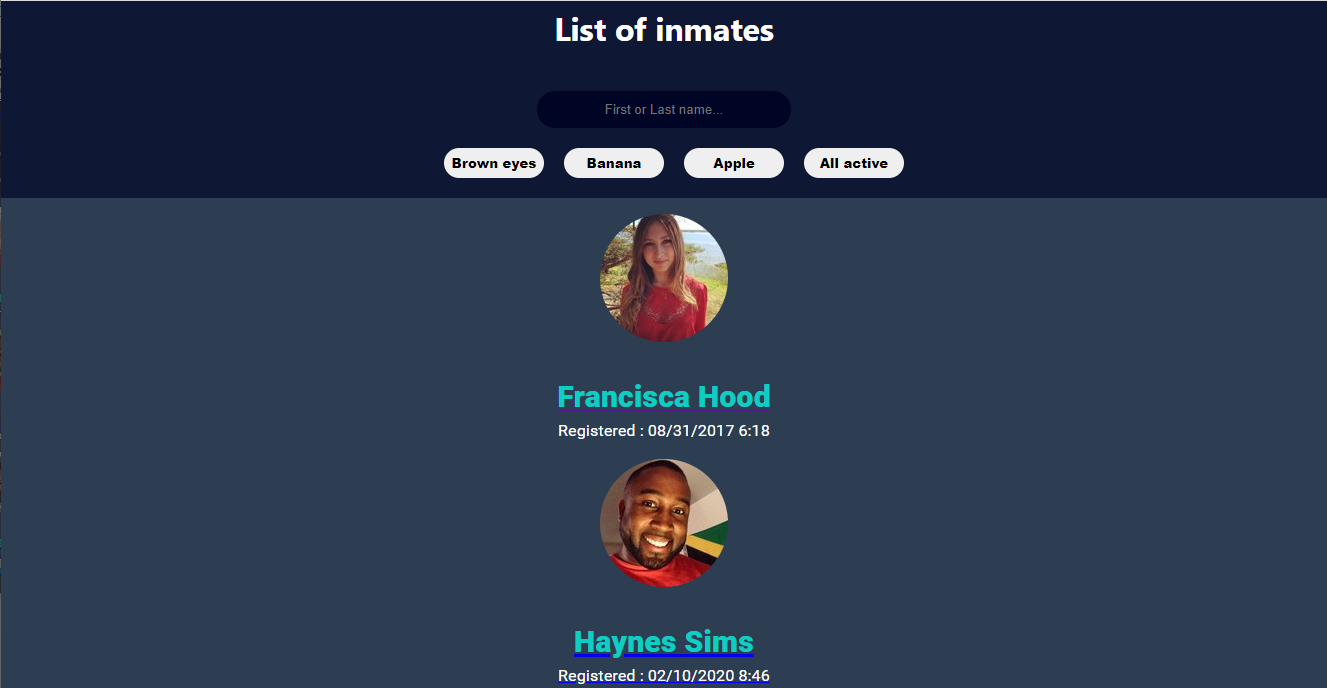 List of inmates
First or Last name...
Brown eyes Banana Apple All active
Francisca Hood
Registered : 08/31/2017 6:18
Haynes Sims
Registered : 02/10/2020 8:46